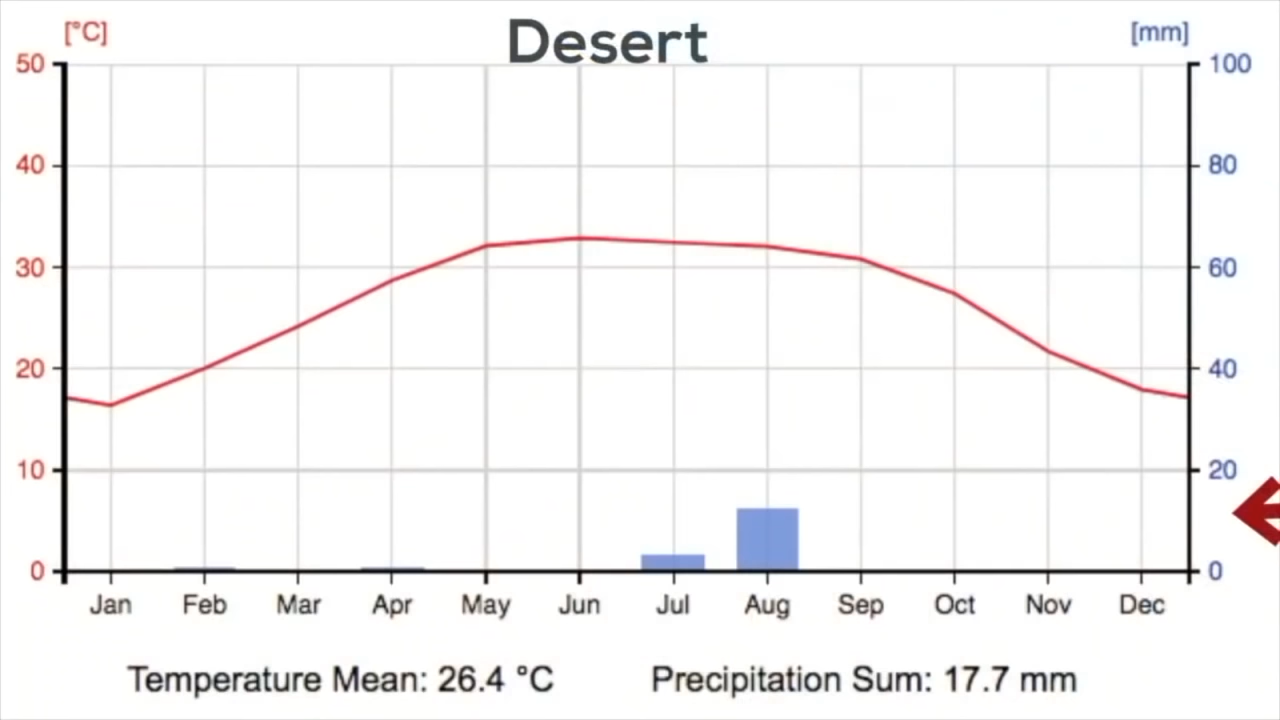 [°C]
Desert
[mm]
50
100
40
80
30
60
20
40
10
20
0
0
Jan Feb Mar Apr May Jun Jul Aug Sep Oct Nov Dec
Temperature Mean: 26.4 °C Precipitation Sum: 17.7 mm